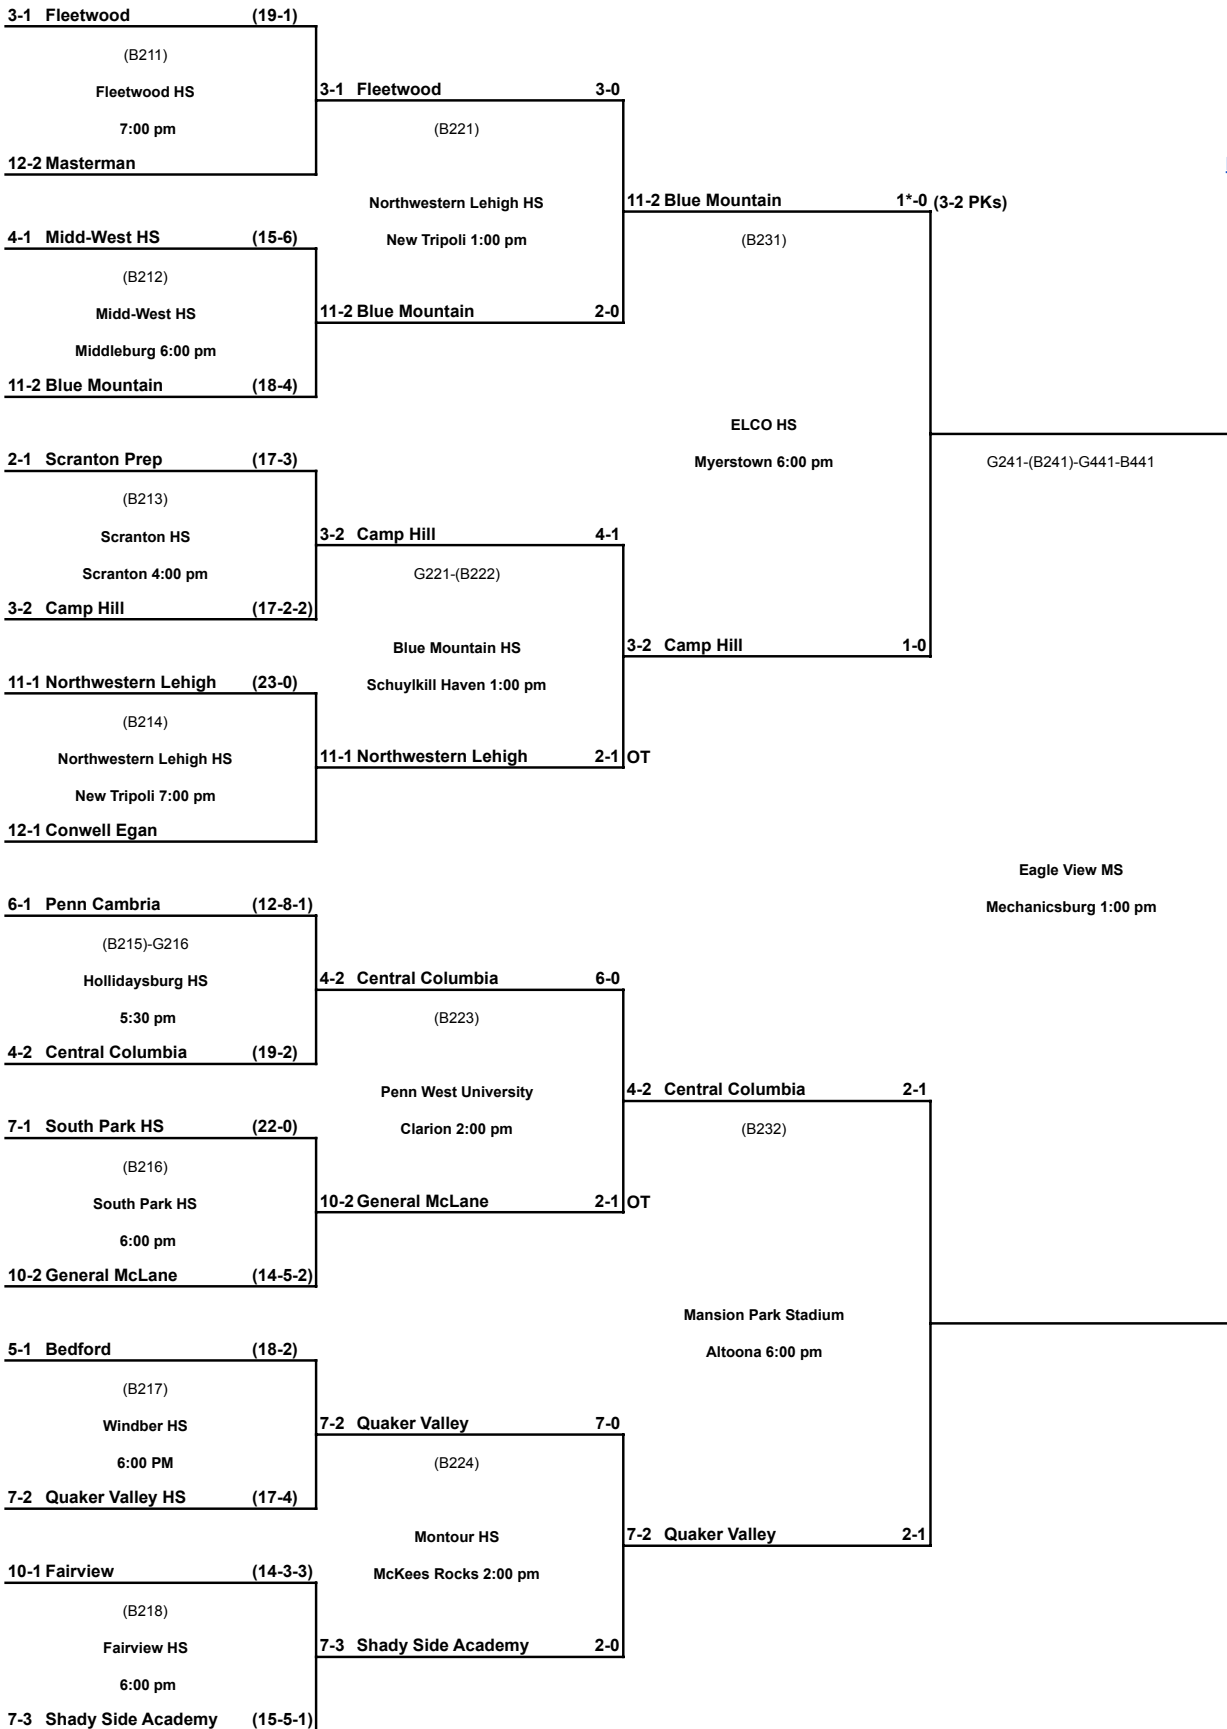 3-1 Fleetwood (19-1)
(B211)
Fleetwood HS
7:00 pm
12-2 Masterman
4-1 Midd-West HS (15-6)
(B212)
Midd-West HS
Middleburg 6:00 pm
11-2 Blue Mountain (18-4)
2-1 Scranton Prep (17-3)
(B213)
Scranton HS
Scranton 4:00 pm
3-2 Camp Hill (17-2-2)
11-1 Northwestern Lehigh (23-0)
(B214)
Northwestern Lehigh HS
New Tripoli 7:00 pm
12-1 Conwell Egan
6-1 Penn Cambria (12-8-1)
(B215)-G216
Hollidaysburg HS
5:30 pm
4-2 Central Columbia (19-2)
7-1 South Park HS (22-0)
(B216)
South Park HS
6:00 pm
10-2 General McLane (14-5-2)
5-1 Bedford (18-2)
(B217)
Windber HS
6:00 PM
7-2 Quaker Valley HS (17-4)
10-1 Fairview (14-3-3)
(B218)
Fairview HS
6:00 pm
7-3 Shady Side Academy (15-5-1)
3-1 Fleetwood 3-0
(B221)
Northwestern Lehigh HS
New Tripoli 1:00 pm
11-2 Blue Mountain 2-0
3-2 Camp Hill 4-1
G221-(B222)
Blue Mountain HS
Schuylkill Haven 1:00 pm
11-1 Northwestern Lehigh 2-1 OT
4-2 Central Columbia 6-0
(B223)
Penn West University
Clarion 2:00 pm
10-2 General McLane 2-1 OT
7-2 Quaker Valley 7-0
(B224)
Montour HS
McKees Rocks 2:00 pm
7-3 Shady Side Academy 2-0
11-2 Blue Mountain 1*-0 (3-2 PKs)
(B231)
ELCO HS
Myerstown 6:00 pm
3-2 Camp Hill 1-0
4-2 Central Columbia 2-1
(B232)
Mansion Park Stadium
Altoona 6:00 pm
7-2 Quaker Valley 2-1
G241-(B241)-G441-B441
Eagle View MS
Mechanicsburg 1:00 pm